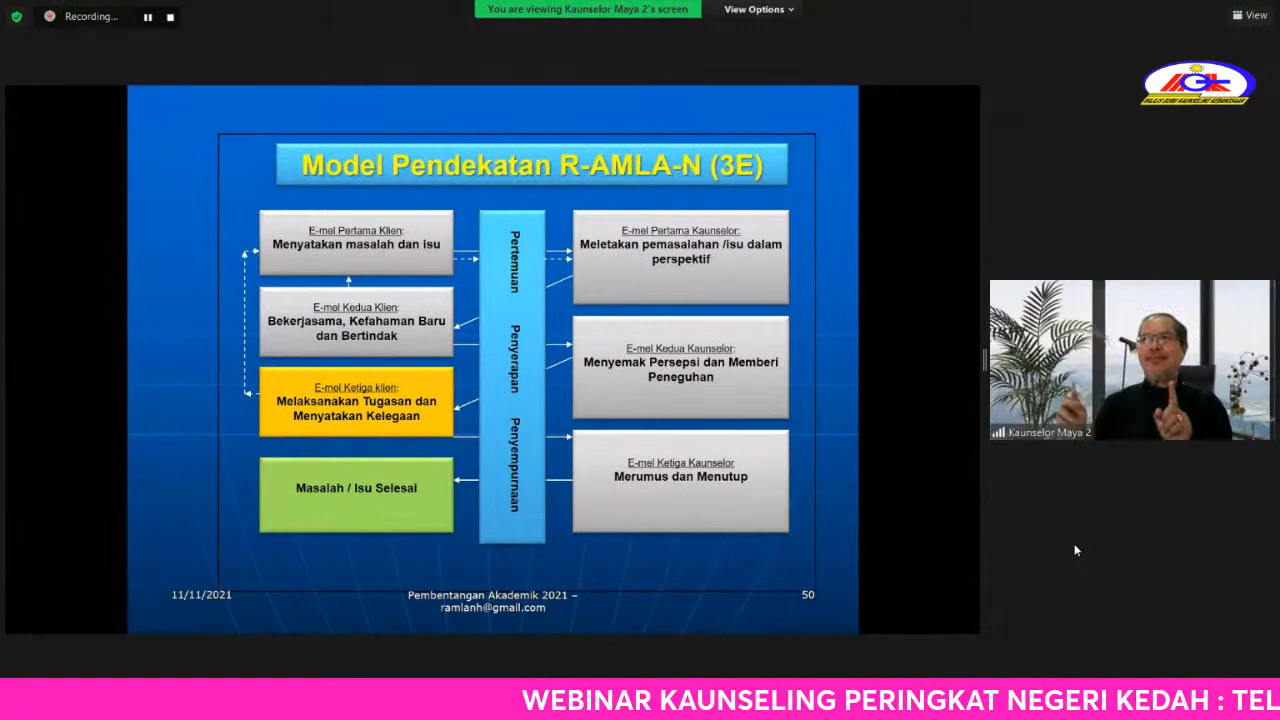 Recording...
You are viewing Kaunselor Maya 2's screen
View Options
View
MAJLIS GURU KAUNSELING KEBANGSAAN
Model Pendekatan R-AMLA-N (3E)
E-mel Pertama Klien:
Menyatakan masalah dan isu
E-mel Kedua Klien:
Bekerjasama, Kefahaman Baru
dan Bertindak
E-mel Ketiga klien:
Melaksanakan Tugasan dan
Menyatakan Kelegaan
Masalah / Isu Selesai
Pertemuan
Penyerapan
Penyempurnaan
E-mel Pertama Kaunselor:
Meletakan pemasalahan /isu dalam
perspektif
E-mel Kedua Kaunselor:
Menyemak Persepsi dan Memberi
Peneguhan
E-mel Ketiga Kaunselor
Merumus dan Menutup
11/11/2021
Pembentangan Akademik 2021 –
ramlanh@gmail.com
50
Kaunselor Maya 2
WEBINAR KAUNSELING PERINGKAT NEGERI KEDAH : TEL